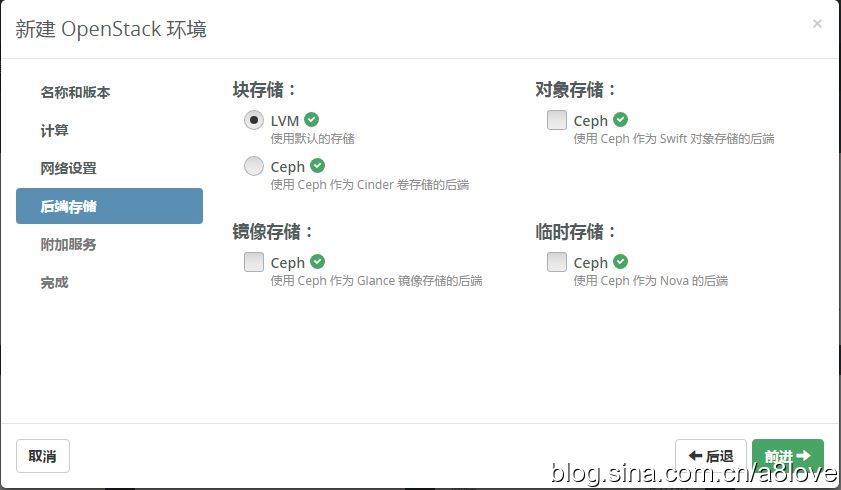 新建 OpenStack 环境
×
名称和版本
计算
网络设置
后端存储
附加服务
完成
块存储：
LVM
使用默认的存储
Ceph
使用 Ceph 作为 Cinder 卷存储的后端
对象存储：
Ceph
使用 Ceph 作为 Swift 对象存储的后端
镜像存储：
Ceph
使用 Ceph 作为 Glance 镜像存储的后端
临时存储：
Ceph
使用 Ceph 作为 Nova 的后端
取消
后退
前进
blog.sina.com.cn/a8love